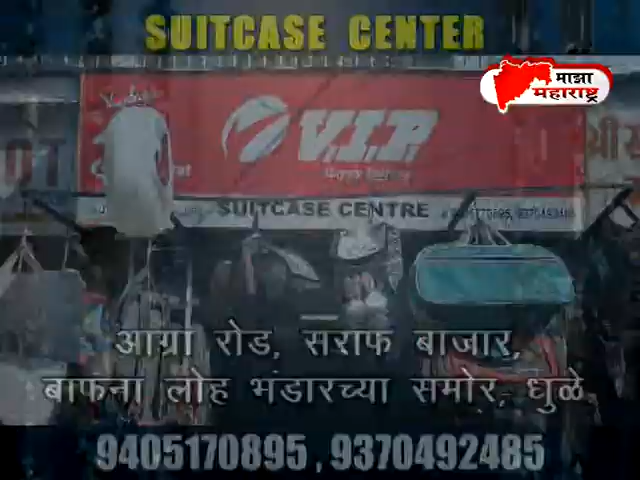 SUITCASE CENTER
माझा
महाराष्ट्र
V.I.P.
SUITCASE CENTRE
आग्रा रोड, सराफ बाजार,
बाफना लोह भंडारच्या समोर, धुळे
9405170895 , 9370492485